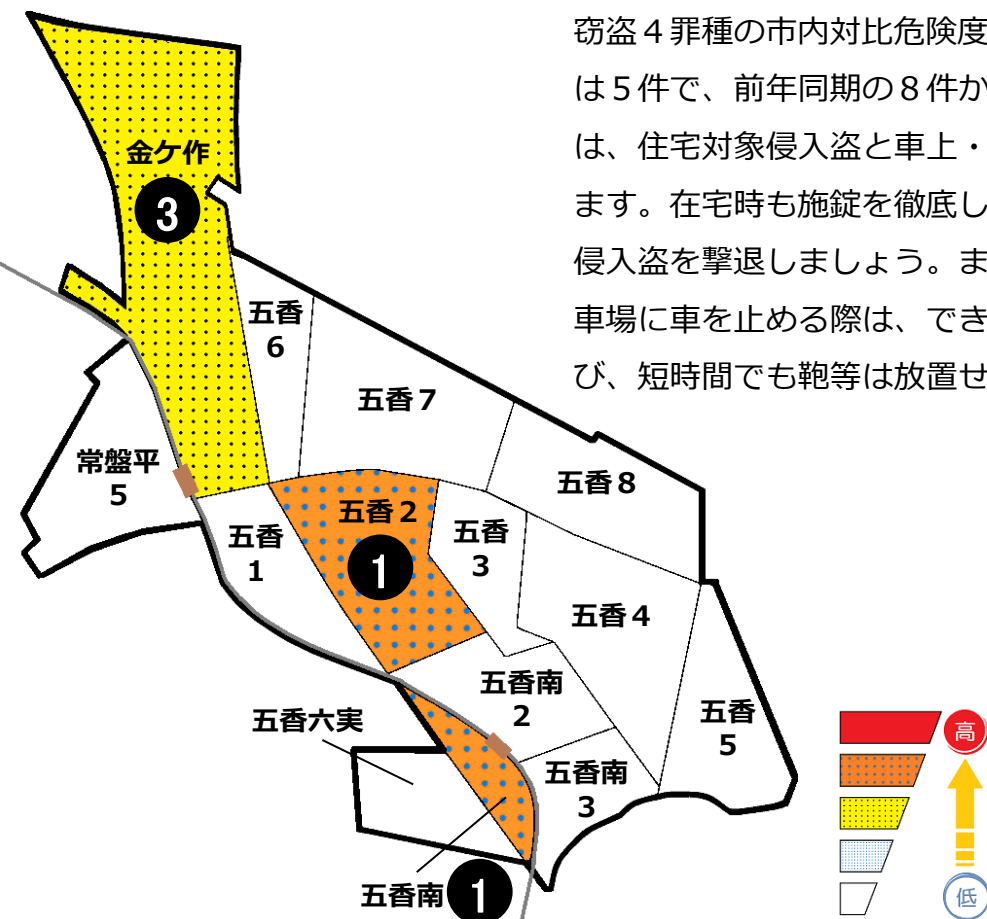 窃盗４罪種の市内対比危険度
は５件で、前年同期の８件か
は、住宅対象侵入盗と車上・
ます。在宅時も施錠を徹底し
侵入盗を撃退しましょう。ま
車場に車を止める際は、でき
び、短時間でも鞄等は放置せ
金ケ作
3
五香
6
五香７
常盤平
5
五香８
五香２
1
五香
1
五香
3
五香４
五香南
2
五香
5
五香六実
五香南
3
五香南
1
高
低